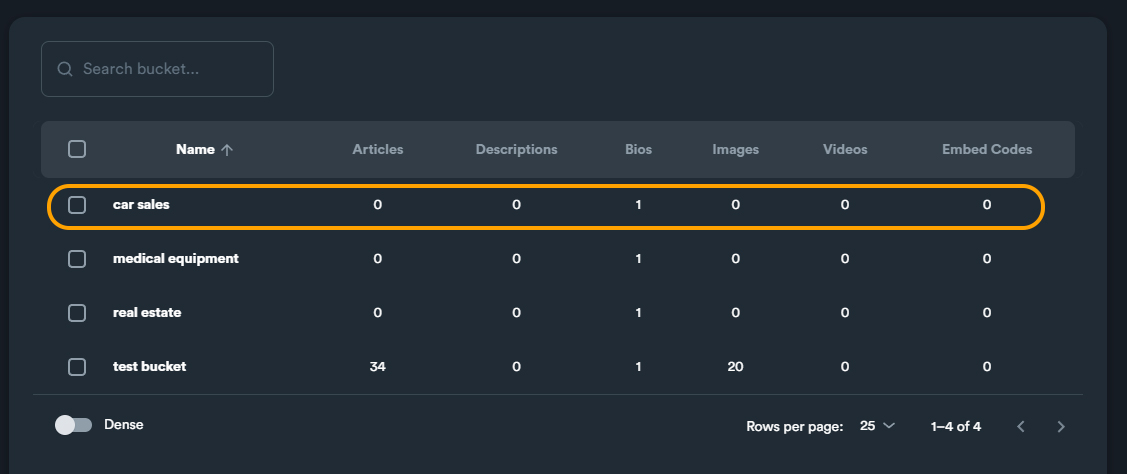 Search bucket...
Name Articles Descriptions Bios Images Videos Embed Codes
car sales 0 0 1 0 0 0
medical equipment 0 0 1 0 0 0
real estate 0 0 1 0 0 0
test bucket 34 0 1 20 0 0
Dense Rows per page: 25 1–4 of 4